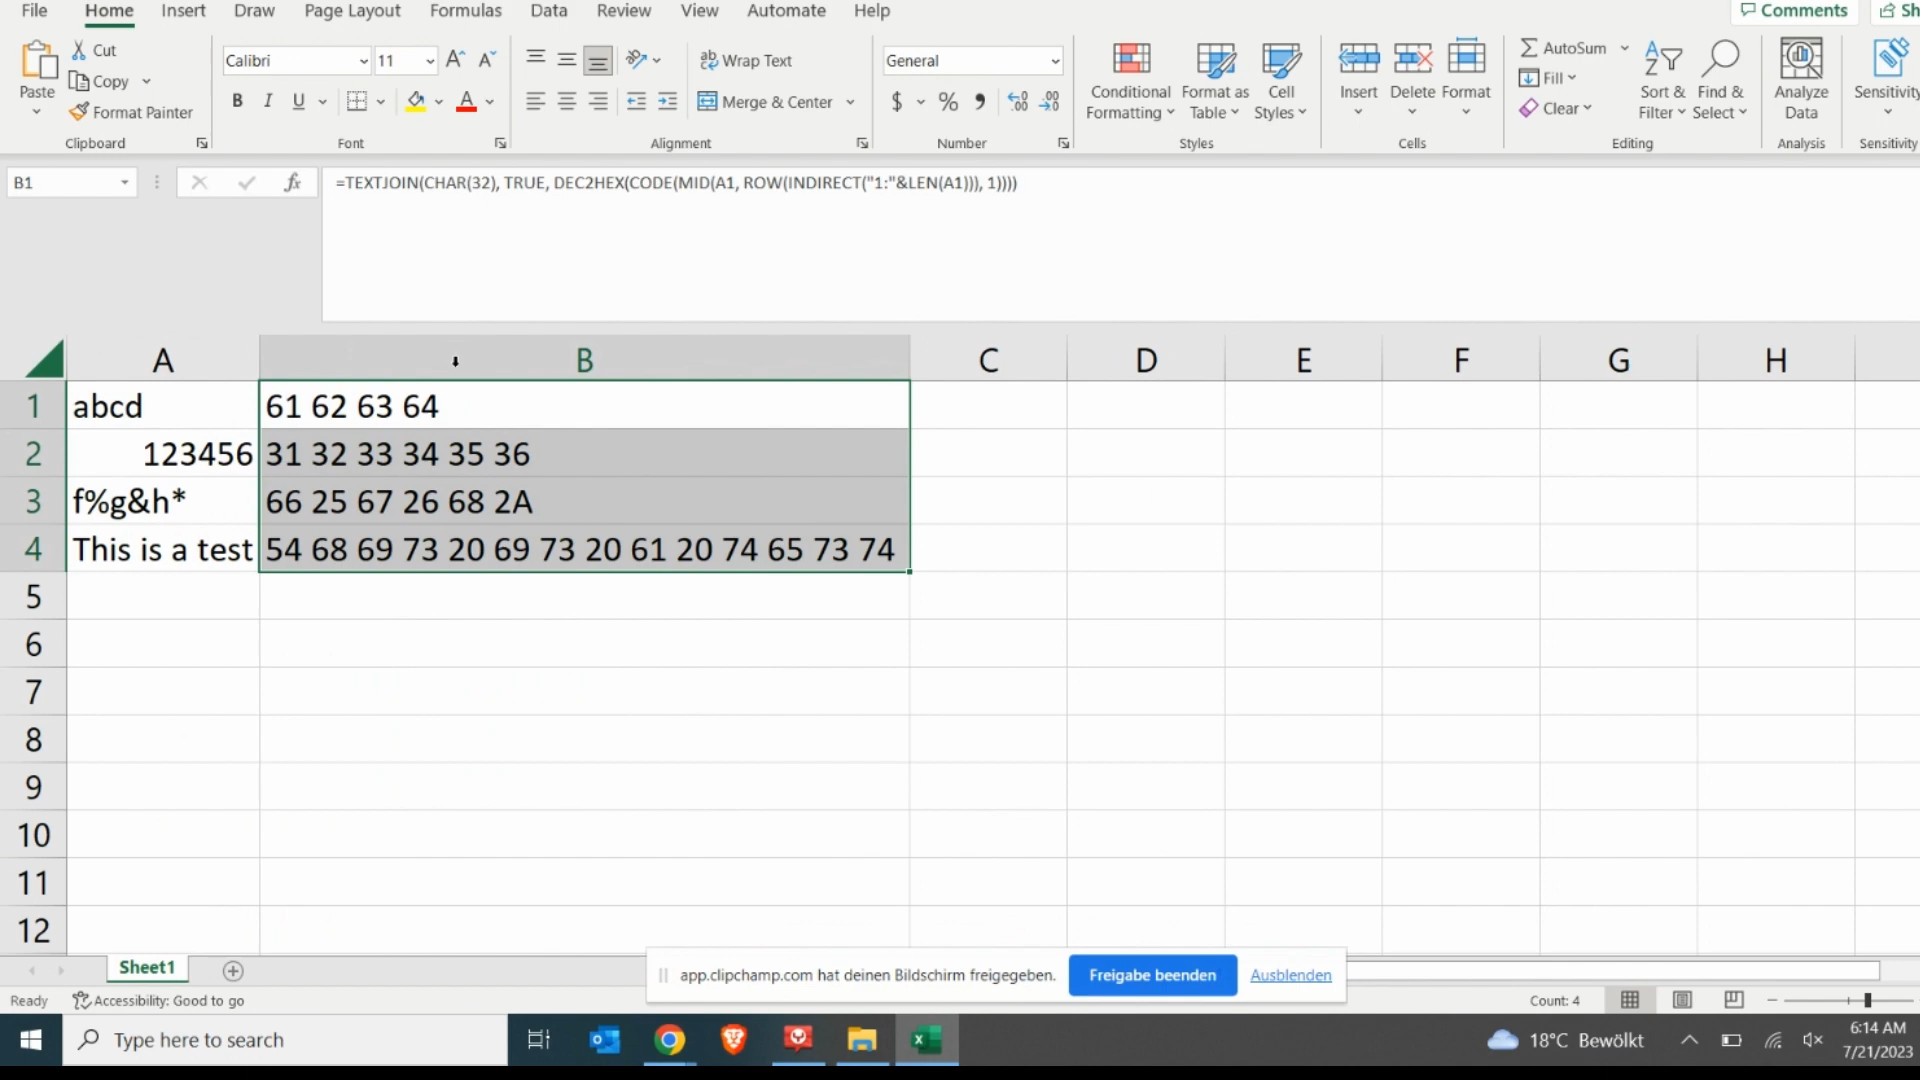 File Home Insert Draw Page Layout Formulas Data Review View Automate Help Comments Sh
Paste
Cut
Copy
Format Painter
Clipboard
Calibri 11
B I U
Font
Wrap Text
Merge & Center
Alignment
General
$ % 9
Number
Conditional Formatting
Format as Table
Cell Styles
Styles
Insert Delete Format
Cells
AutoSum
Fill
Clear
Sort & Filter
Find & Select
Editing
Analyze Data
Analysis
Sensitivity
Sensitivity
B1 fx =TEXTJOIN(CHAR(32), TRUE, DEC2HEX(CODE(MID(A1, ROW(INDIRECT("1:"&LEN(A1))), 1))))
A B C D E F G H
1 abcd 61 62 63 64
2 123456 31 32 33 34 35 36
3 f%g&h* 66 25 67 26 68 2A
4 This is a test 54 68 69 73 20 69 73 20 61 20 74 65 73 74
5
6
7
8
9
10
11
12
Sheet1
app.clipchamp.com hat deinen Bildschirm freigegeben. Freigabe beenden Ausblenden
Ready Accessibility: Good to go Count: 4
Type here to search
18°C Bewölkt
6:14 AM
7/21/2023